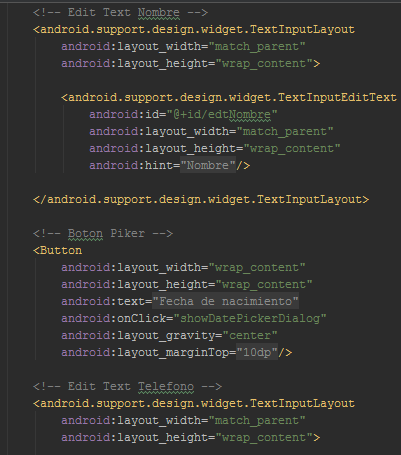 <!-- Edit Text Nombre -->
<android.support.design.widget.TextInputLayout
android:layout_width="match_parent"
android:layout_height="wrap_content">
<android.support.design.widget.TextInputEditText
android:id="@+id/edtNombre"
android:layout_width="match_parent"
android:layout_height="wrap_content"
android:hint="Nombre"/>
</android.support.design.widget.TextInputLayout>
<!-- Boton Piker -->
<Button
android:layout_width="wrap_content"
android:layout_height="wrap_content"
android:text="Fecha de nacimiento"
android:onClick="showDatePickerDialog"
android:layout_gravity="center"
android:layout_marginTop="10dp"/>
<!-- Edit Text Telefono -->
<android.support.design.widget.TextInputLayout
android:layout_width="match_parent"
android:layout_height="wrap_content">